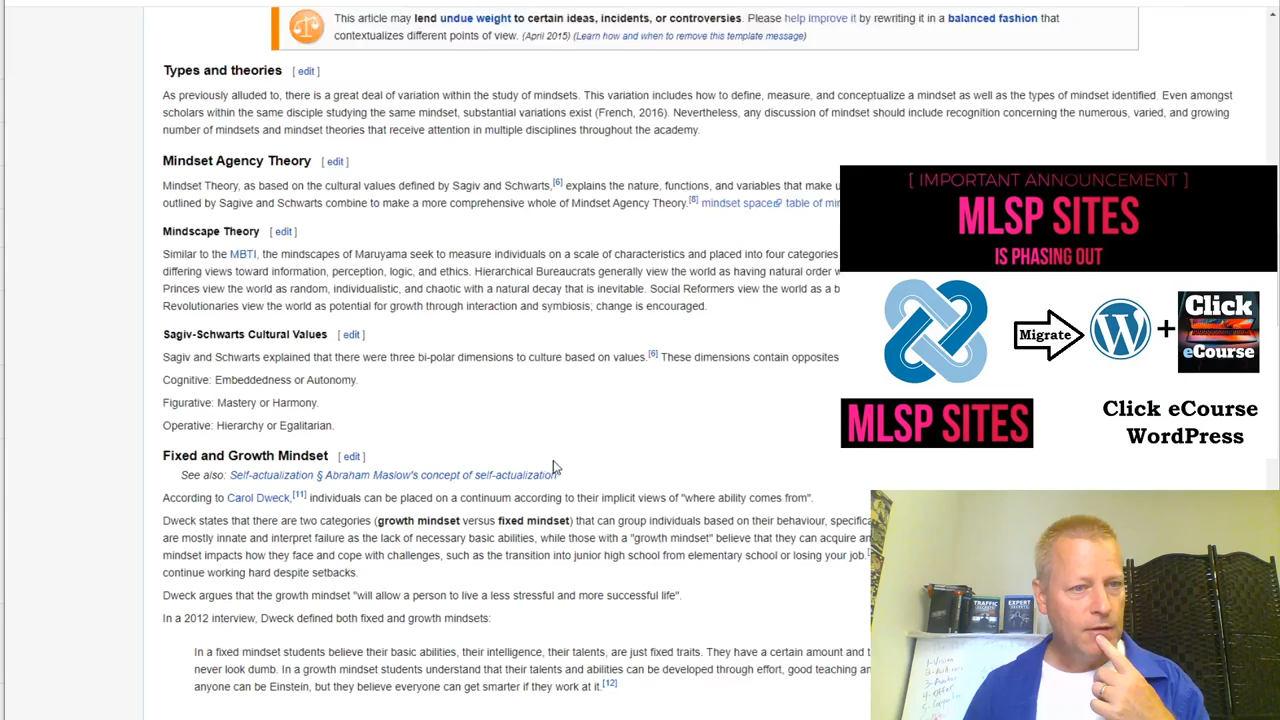 This article may lend undue weight to certain ideas, incidents, or controversies. Please help improve it by rewriting it in a balanced fashion that
contextualizes different points of view. (April 2015) (Learn how and when to remove this template message)
Types and theories [ edit ]
As previously alluded to, there is a great deal of variation within the study of mindsets. This variation includes how to define, measure, and conceptualize a mindset as well as the types of mindset identified. Even amongst
scholars within the same disciple studying the same mindset, substantial variations exist (French, 2016). Nevertheless, any discussion of mindset should include recognition concerning the numerous, varied, and growing
number of mindsets and mindset theories that receive attention in multiple disciplines throughout the academy.
Mindset Agency Theory [ edit ]
Mindset Theory, as based on the cultural values defined by Sagiv and Schwarts,[6] explains the nature, functions, and variables that make u
outlined by Sagive and Schwarts combine to make a more comprehensive whole of Mindset Agency Theory.[8] mindset space table of mi
Mindscape Theory [ edit ]
Similar to the MBTI, the mindscapes of Maruyama seek to measure individuals on a scale of characteristics and placed into four categories
differing views toward information, perception, logic, and ethics. Hierarchical Bureaucrats generally view the world as having natural order w
Princes view the world as random, individualistic, and chaotic with a natural decay that is inevitable. Social Reformers view the world as a b
Revolutionaries view the world as potential for growth through interaction and symbiosis; change is encouraged.
Sagiv-Schwarts Cultural Values [ edit ]
Sagiv and Schwarts explained that there were three bi-polar dimensions to culture based on values.[6] These dimensions contain opposites
Cognitive: Embeddedness or Autonomy.
Figurative: Mastery or Harmony.
Operative: Hierarchy or Egalitarian.
Fixed and Growth Mindset [ edit ]
See also: Self-actualization § Abraham Maslow's concept of self-actualization
According to Carol Dweck,[11] individuals can be placed on a continuum according to their implicit views of "where ability comes from".
Dweck states that there are two categories (growth mindset versus fixed mindset) that can group individuals based on their behaviour, specifica
are mostly innate and interpret failure as the lack of necessary basic abilities, while those with a "growth mindset" believe that they can acquire an
mindset impacts how they face and cope with challenges, such as the transition into junior high school from elementary school or losing your job.[
continue working hard despite setbacks.
Dweck argues that the growth mindset "will allow a person to live a less stressful and more successful life".
In a 2012 interview, Dweck defined both fixed and growth mindsets:
In a fixed mindset students believe their basic abilities, their intelligence, their talents, are just fixed traits. They have a certain amount and t
never look dumb. In a growth mindset students understand that their talents and abilities can be developed through effort, good teaching a
anyone can be Einstein, but they believe everyone can get smarter if they work at it.[12]
[ IMPORTANT ANNOUNCEMENT ]
MLSP SITES
IS PHASING OUT
Migrate
W
+
Click
eCourse
MLSP SITES
Click eCourse
WordPress
TRAFFIC
SECRETS
EXPERT
SECRETS
1-Vision